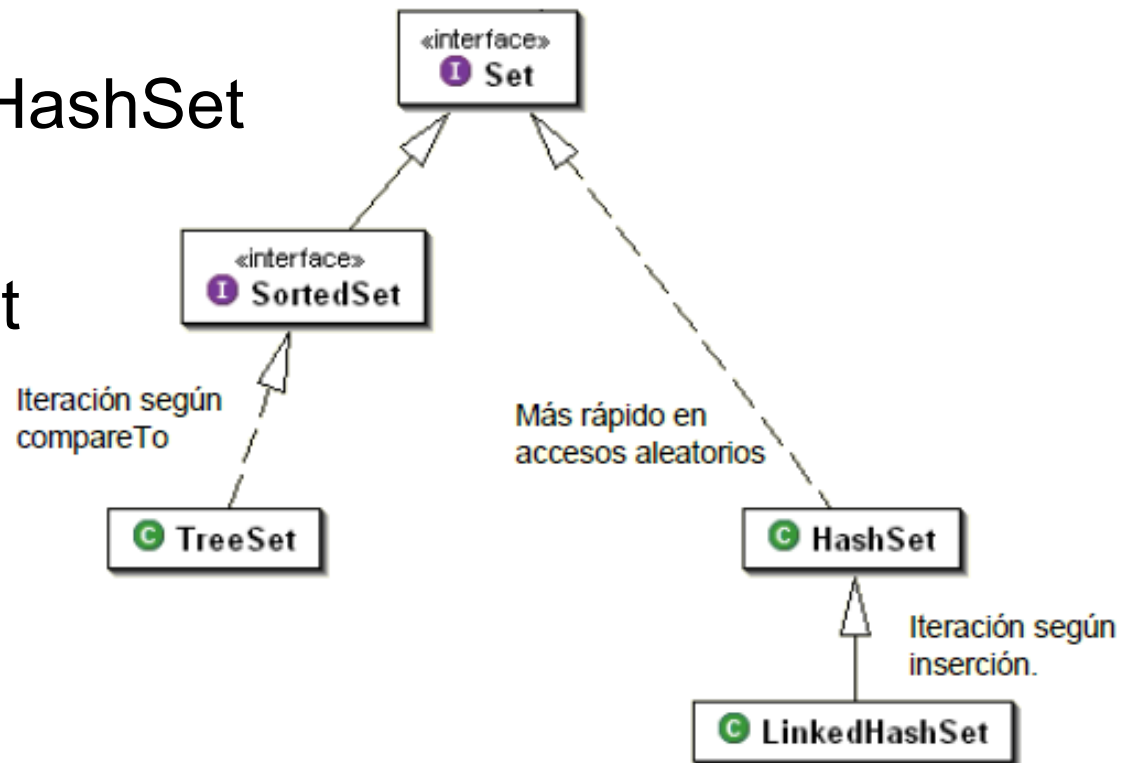 «interface»
I Set
HashSet
«interface»
I SortedSet
t
Iteración según
compareTo
Más rápido en
accesos aleatorios
C TreeSet
C HashSet
Iteración según
inserción.
C LinkedHashSet